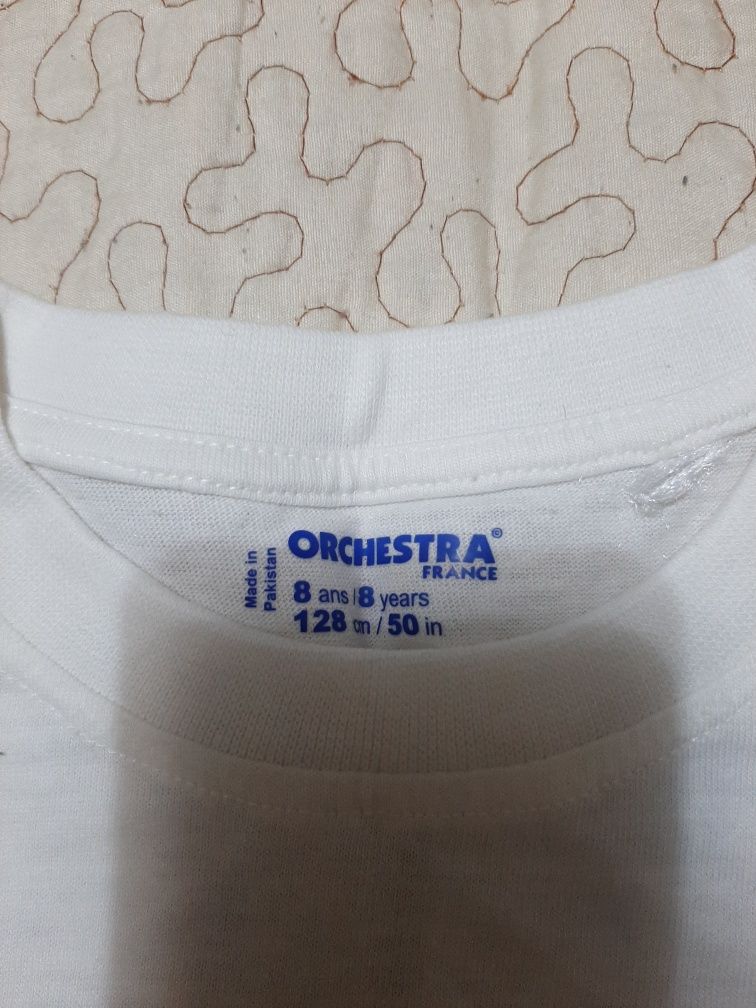 Made in
Pakistan
ORCHESTRA©
FRANCE
8 ans | 8 years
128 cm / 50 in